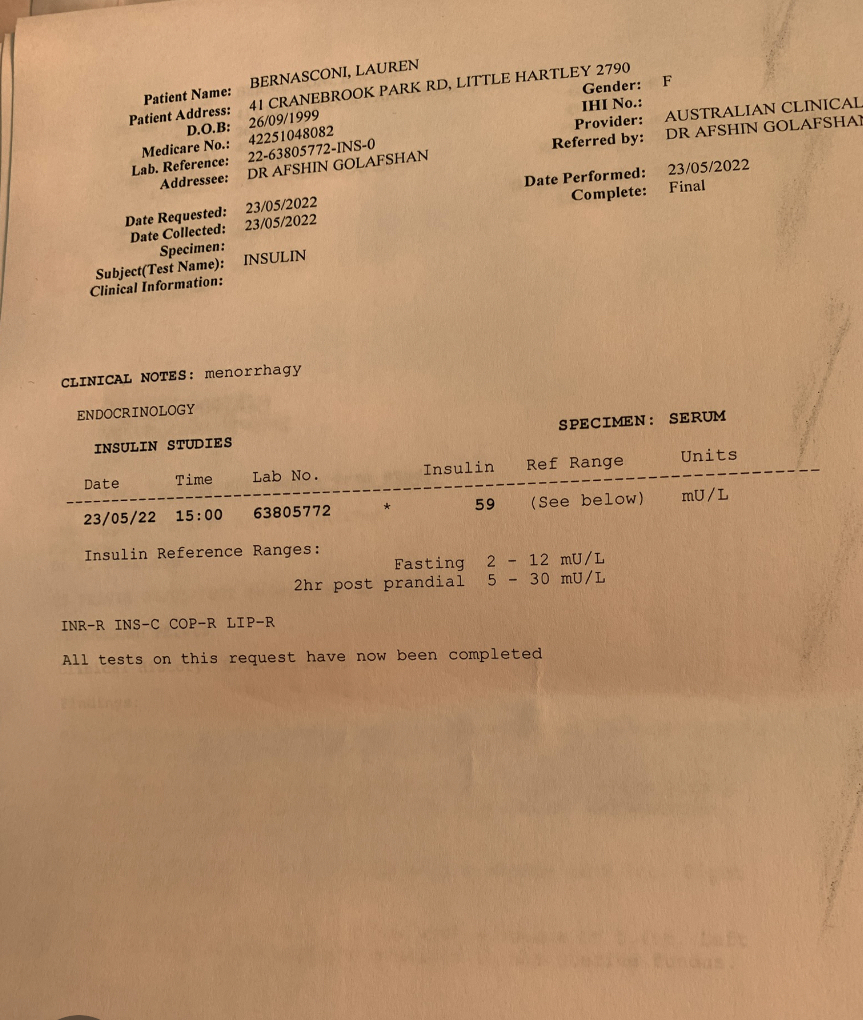 Patient Name: BERNASCONI, LAUREN
Patient Address: 41 CRANEBROOK PARK RD, LITTLE HARTLEY 2790
D.O.B: 26/09/1999 Gender: F
Medicare No.: 42251048082 IHI No.:
Lab. Reference: 22-63805772-INS-0 Provider: AUSTRALIAN CLINICAL
Addressee: DR AFSHIN GOLAFSHAN Referred by: DR AFSHIN GOLAFSHAN
Date Requested: 23/05/2022 Date Performed: 23/05/2022
Date Collected: 23/05/2022 Complete: Final
Specimen:
Subject(Test Name): INSULIN
Clinical Information:
CLINICAL NOTES: menorrhagy
ENDOCRINOLOGY
INSULIN STUDIES SPECIMEN: SERUM
Date Time Lab No. Insulin Ref Range Units
23/05/22 15:00 63805772 * 59 (See below) mU/L
Insulin Reference Ranges:
Fasting 2 - 12 mU/L
2hr post prandial 5 - 30 mU/L
INR-R INS-C COP-R LIP-R
All tests on this request have now been completed